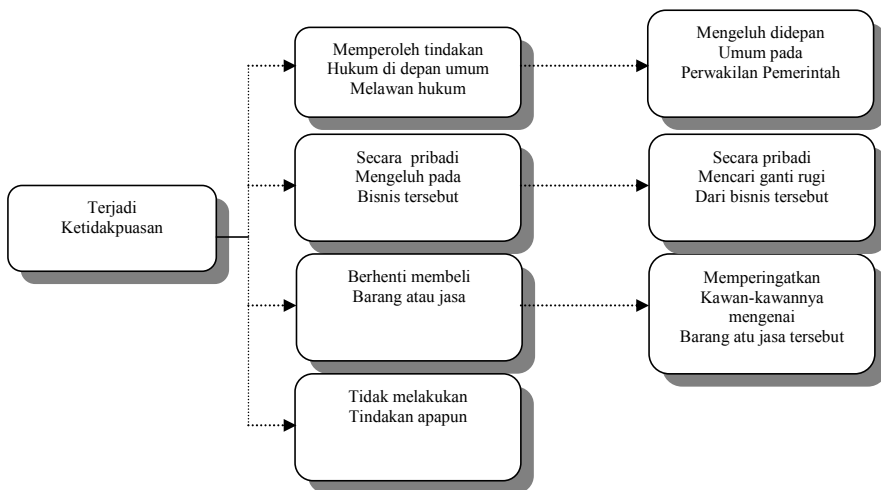 Terjadi
Ketidakpuasan
Memperoleh tindakan
Hukum di depan umum
Melawan hukum
Mengeluh didepan
Umum pada
Perwakilan Pemerintah
Secara pribadi
Mengeluh pada
Bisnis tersebut
Secara pribadi
Mencari ganti rugi
Dari bisnis tersebut
Berhenti membeli
Barang atau jasa
Memperingatkan
Kawan-kawannya
mengenai
Barang atu jasa tersebut
Tidak melakukan
Tindakan apapun